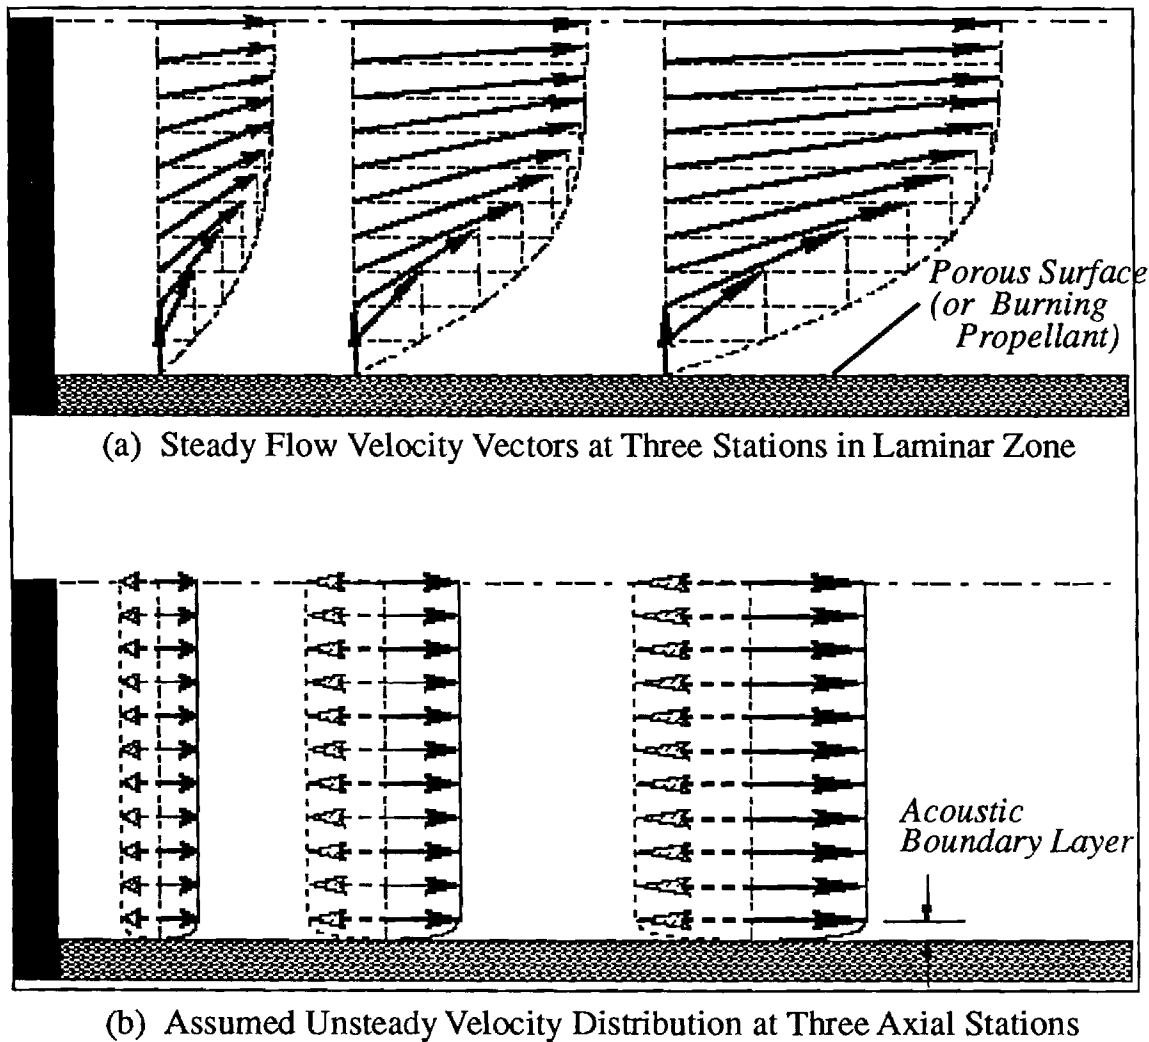 Porous Surface
(or Burning
Propellant)
(a) Steady Flow Velocity Vectors at Three Stations in Laminar Zone
Acoustic
Boundary Layer
(b) Assumed Unsteady Velocity Distribution at Three Axial Stations